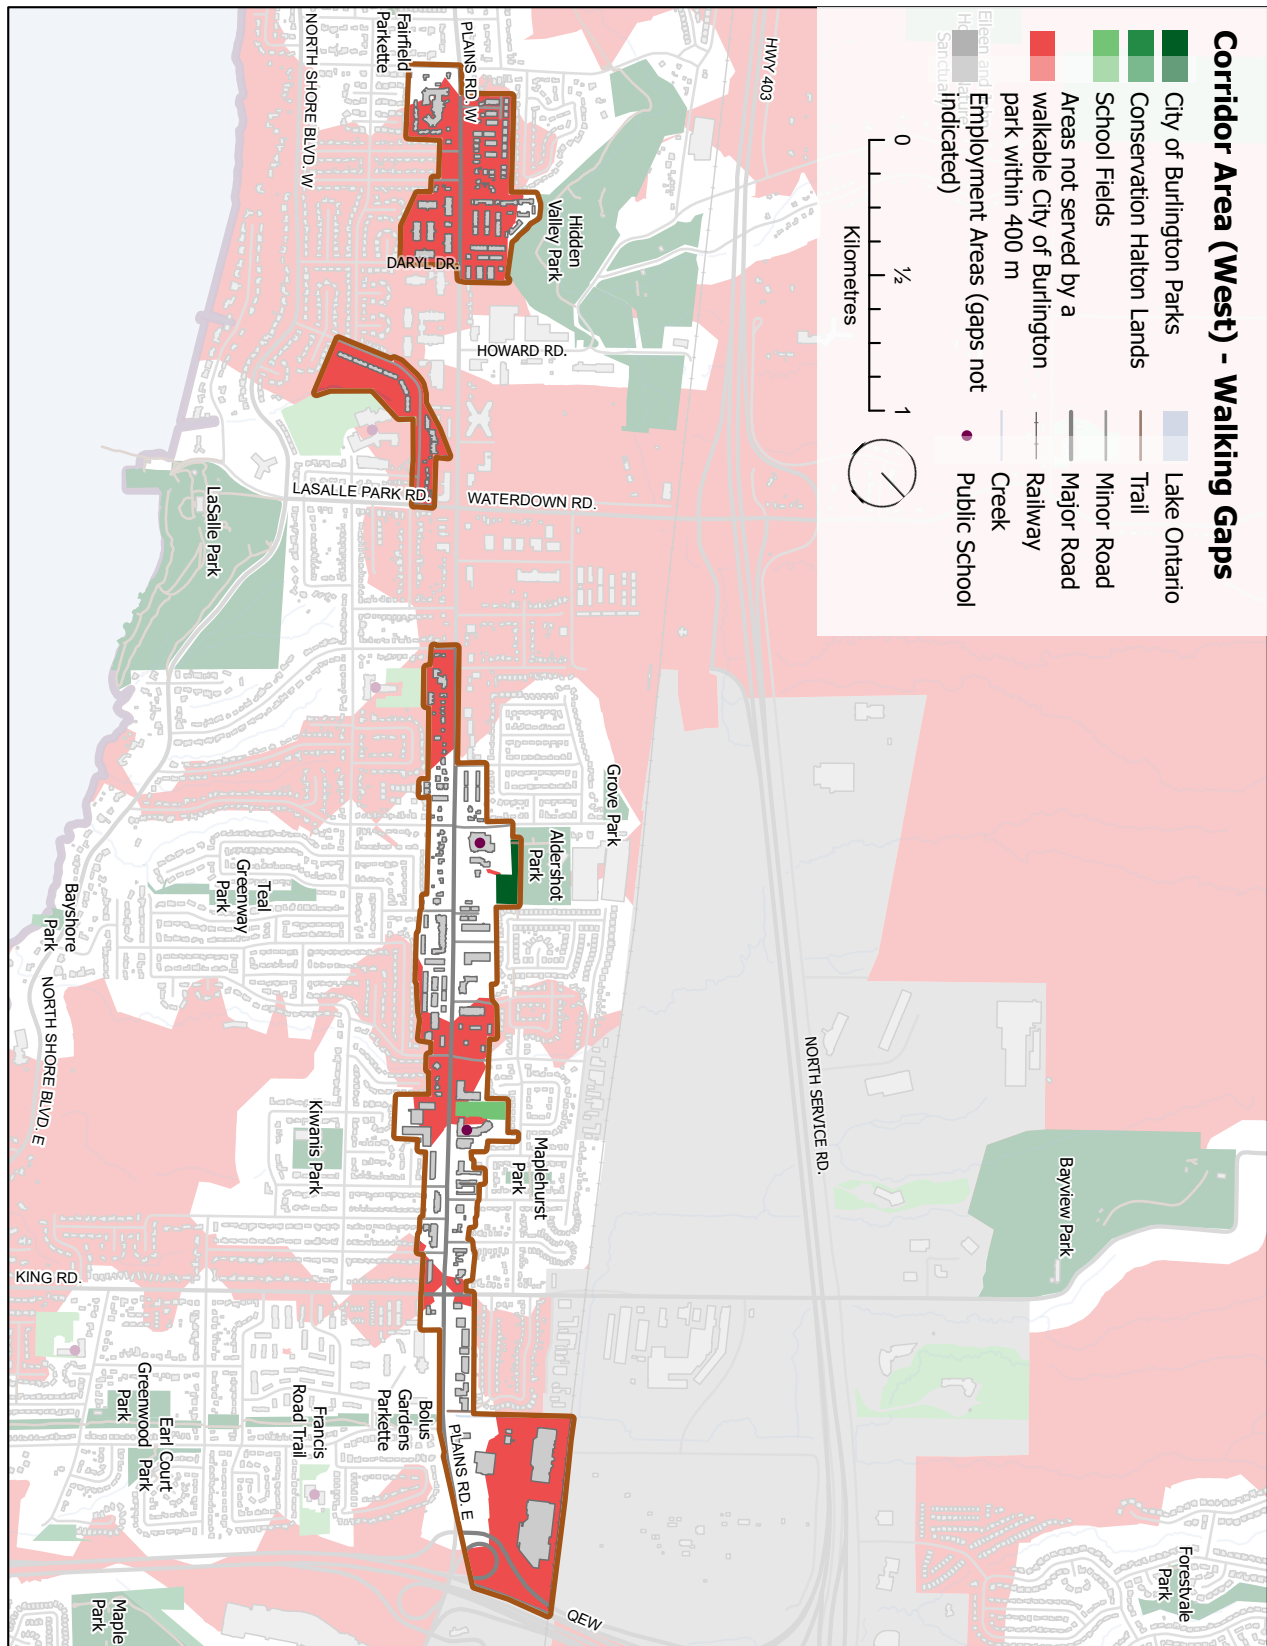 Corridor Area (West) - Walking Gaps
City of Burlington Parks
Conservation Halton Lands
School Fields
Areas not served by a
walkable City of Burlington
park within 400 m
Employment Areas (gaps not
indicated)
Lake Ontario
Trail
Minor Road
Major Road
Railway
Creek
Public School
0
½
1
Kilometres
Eileen and
Sanctuary
HWY 403
PLAINS RD. W
Fairfield
Parkette
NORTH SHORE BLVD. W
Hidden
Valley Park
DARYL DR.
HOWARD RD.
WATERDOWN RD.
LASALLE PARK RD.
LaSalle Park
Grove Park
Aldershot
Park
Teal
Greenway
Park
Bayshore
Park
NORTH SHORE BLVD. E
NORTH SERVICE RD.
Bayview Park
Maplehurst
Park
Kiwanis Park
KING RD.
Bolus
Gardens
Parkette
Francis
Road Trail
Greenwood
Park
Earl Court
Park
PLAINS RD. E
QEW
Forestvale
Park
Maple
Park